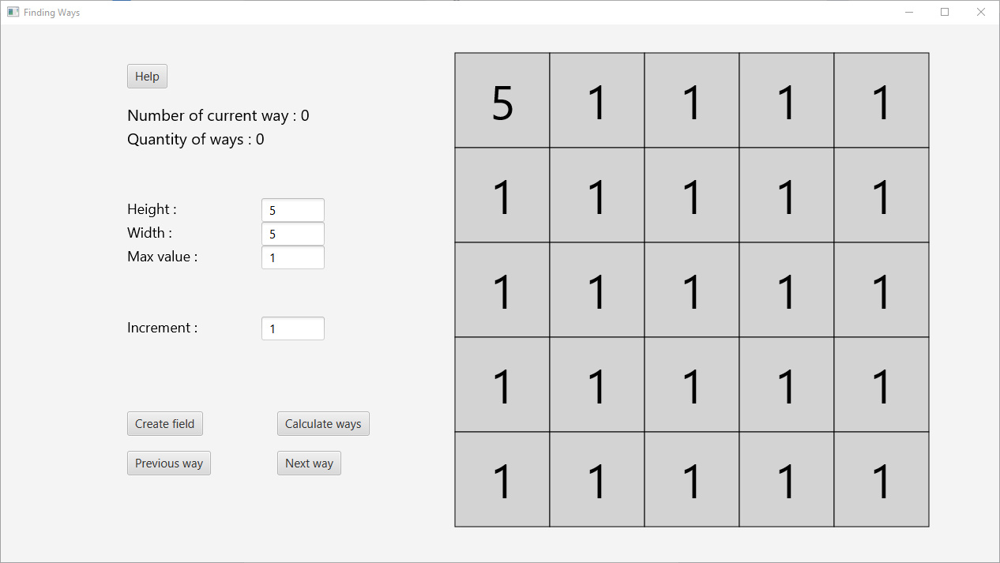 Finding Ways
Help
Number of current way : 0
Quantity of ways : 0
Height : 5
Width : 5
Max value : 1
Increment : 1
Create field Calculate ways
Previous way Next way
5 1 1 1 1
1 1 1 1 1
1 1 1 1 1
1 1 1 1 1
1 1 1 1 1